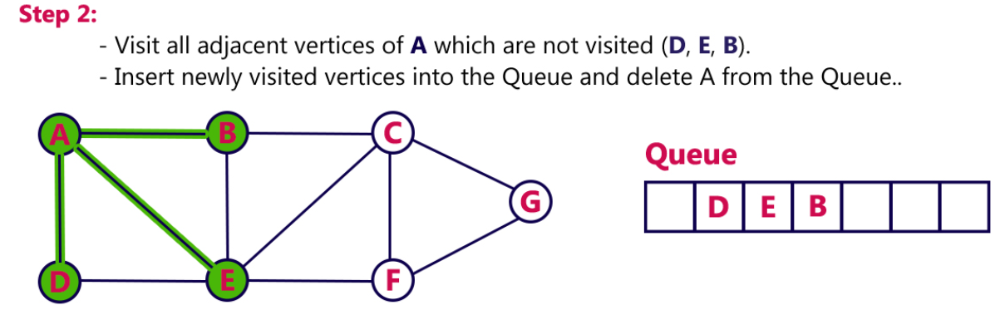 Step 2:
- Visit all adjacent vertices of A which are not visited (D, E, B).
- Insert newly visited vertices into the Queue and delete A from the Queue..
A B C
Queue
G
D E B
D E F